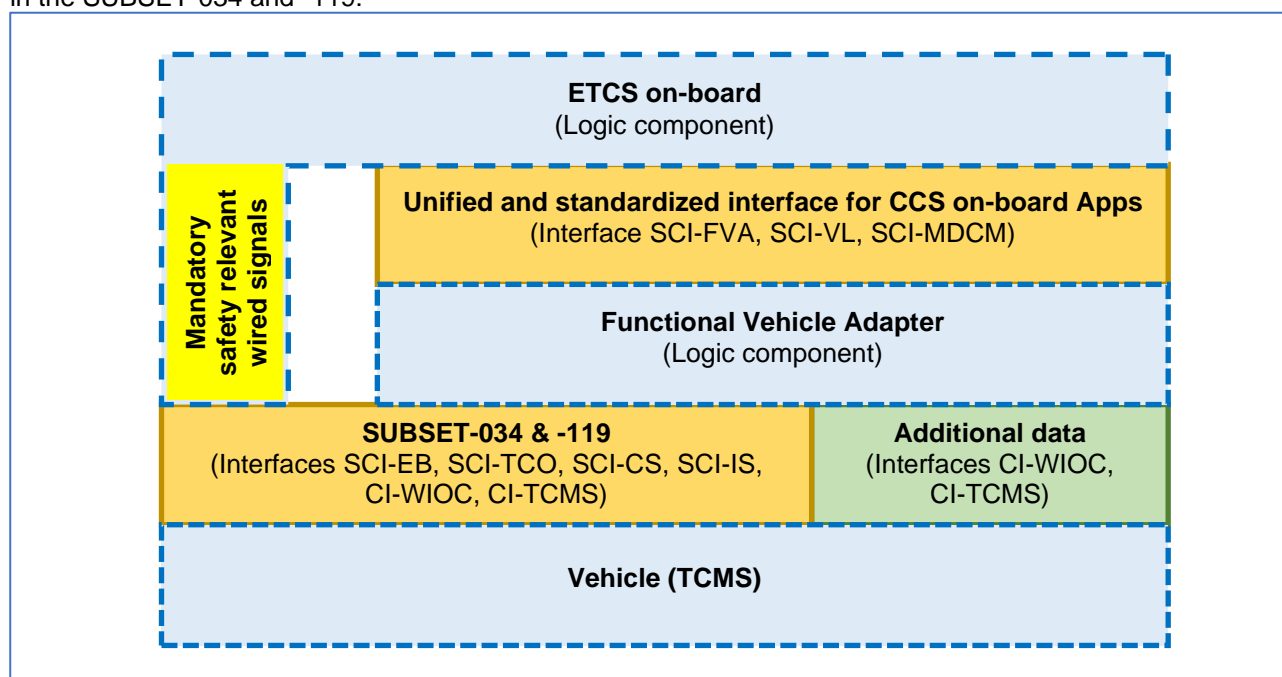 in the SUBSET-034 and -119.
ETCS on-board
(Logic component)
Mandatory
safety relevant
wired signals
Unified and standardized interface for CCS on-board Apps
(Interface SCI-FVA, SCI-VL, SCI-MDCM)
Functional Vehicle Adapter
(Logic component)
SUBSET-034 & -119
(Interfaces SCI-EB, SCI-TCO, SCI-CS, SCI-IS,
CI-WIOC, CI-TCMS)
Additional data
(Interfaces CI-WIOC,
CI-TCMS)
Vehicle (TCMS)